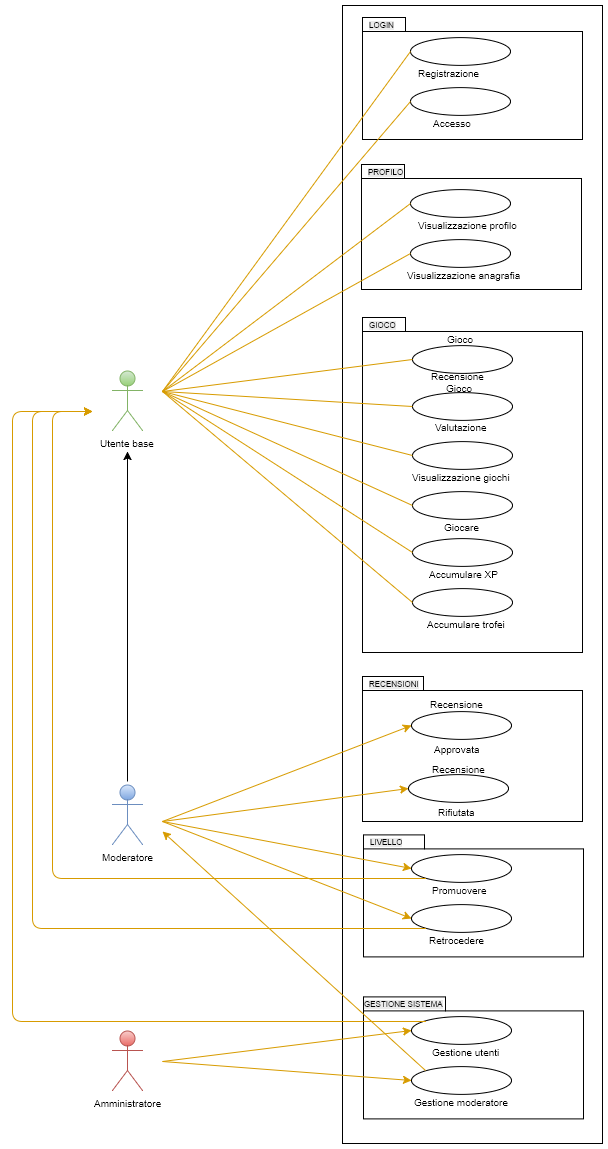 LOGIN
Registrazione
Accesso
PROFILO
Visualizzazione profilo
Visualizzazione anagrafia
GIOCO
Gioco
Recensione
Gioco
Valutazione
Visualizzazione giochi
Giocare
Accumulare XP
Accumulare trofei
Utente base
RECENSIONI
Recensione
Approvata
Recensione
Rifiutata
Moderatore
LIVELLO
Promuovere
Retrocedere
GESTIONE SISTEMA
Gestione utenti
Gestione moderatore
Amministratore